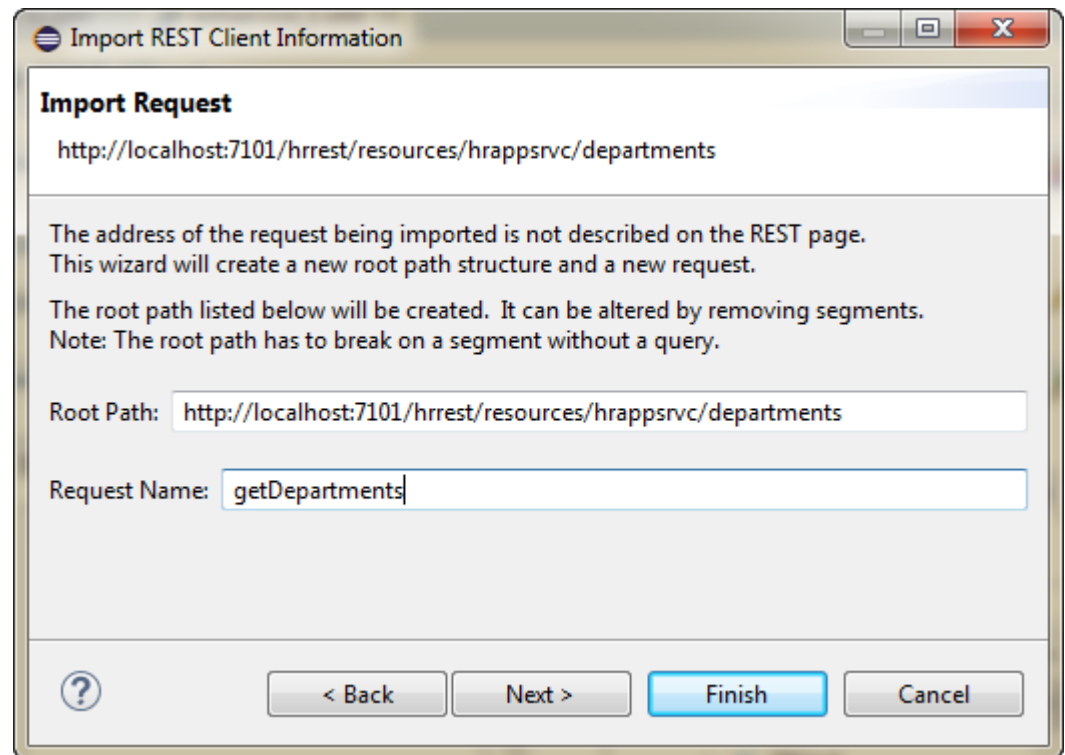 Import REST Client Information
Import Request
http://localhost:7101/hrrest/resources/hrappsrvc/departments
The address of the request being imported is not described on the REST page.
This wizard will create a new root path structure and a new request.
The root path listed below will be created.  It can be altered by removing segments.
Note: The root path has to break on a segment without a query.
Root Path: http://localhost:7101/hrrest/resources/hrappsrvc/departments
Request Name: getDepartments
? < Back Next > Finish Cancel